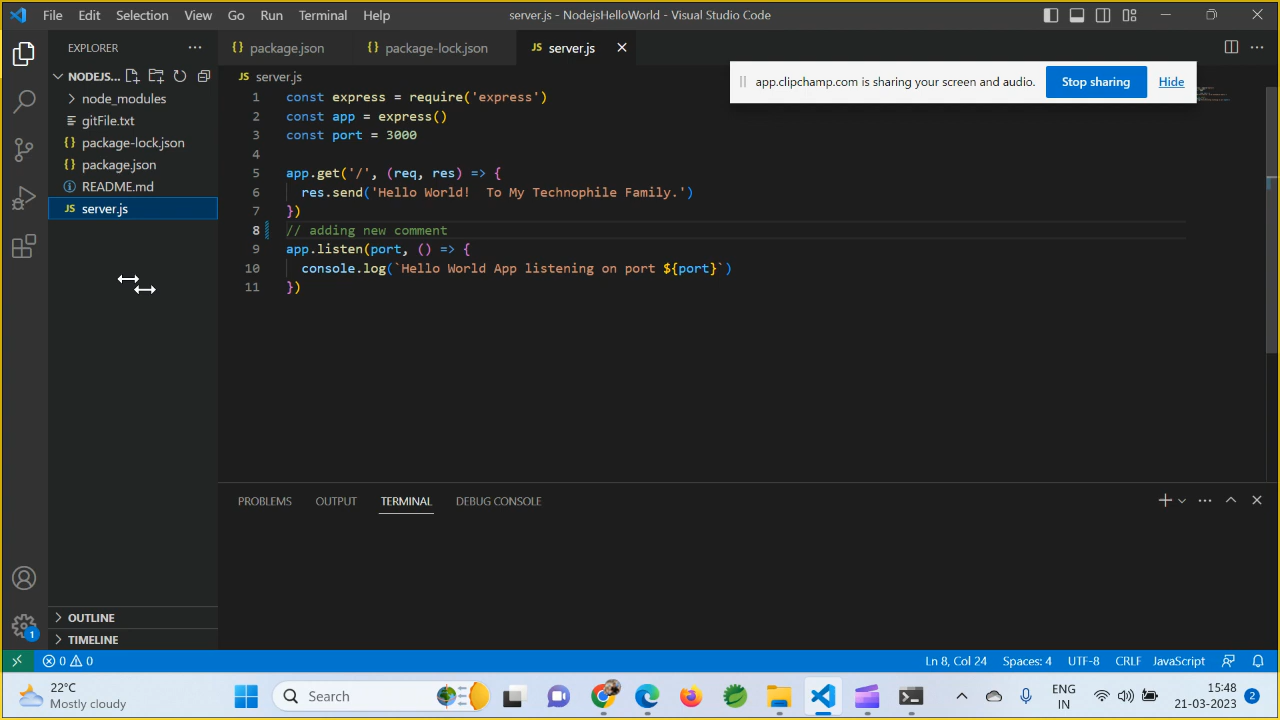 File Edit Selection View Go Run Terminal Help
server.js - NodejsHelloWorld - Visual Studio Code
EXPLORER
NODEJS...
node_modules
gitFile.txt
package-lock.json
package.json
README.md
JS server.js
OUTLINE
TIMELINE
package.json
package-lock.json
JS server.js
JS server.js
app.clipchamp.com is sharing your screen and audio. Stop sharing Hide
1 const express = require('express')
2 const app = express()
3 const port = 3000
4
5 app.get('/', (req, res) => {
6 res.send('Hello World!  To My Technophile Family.')
7 })
8 // adding new comment
9 app.listen(port, () => {
10 console.log(`Hello World App listening on port ${port}`)
11 })
PROBLEMS OUTPUT TERMINAL DEBUG CONSOLE
1
0 0
Ln 8, Col 24 Spaces: 4 UTF-8 CRLF JavaScript
22°C
Mostly cloudy
Search
ENG
IN
15:48
21-03-2023
2